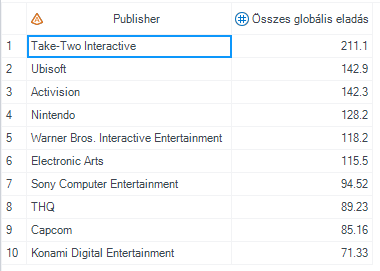 Publisher Összes globális eladás
1 Take-Two Interactive 211.1
2 Ubisoft 142.9
3 Activision 142.3
4 Nintendo 128.2
5 Warner Bros. Interactive Entertainment 118.2
6 Electronic Arts 115.5
7 Sony Computer Entertainment 94.52
8 THQ 89.23
9 Capcom 85.16
10 Konami Digital Entertainment 71.33